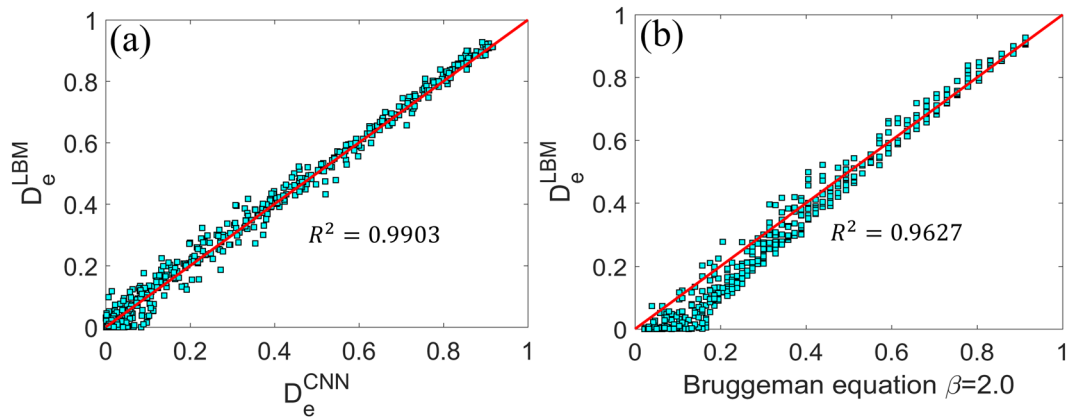 (a)
1
0.8
0.6
0.4
0.2
0
D_e^LBM
R² = 0.9903
0 0.2 0.4 0.6 0.8 1
D_e^CNN
(b)
1
0.8
0.6
0.4
0.2
0
D_e^LBM
R² = 0.9627
0 0.2 0.4 0.6 0.8 1
Bruggeman equation β=2.0